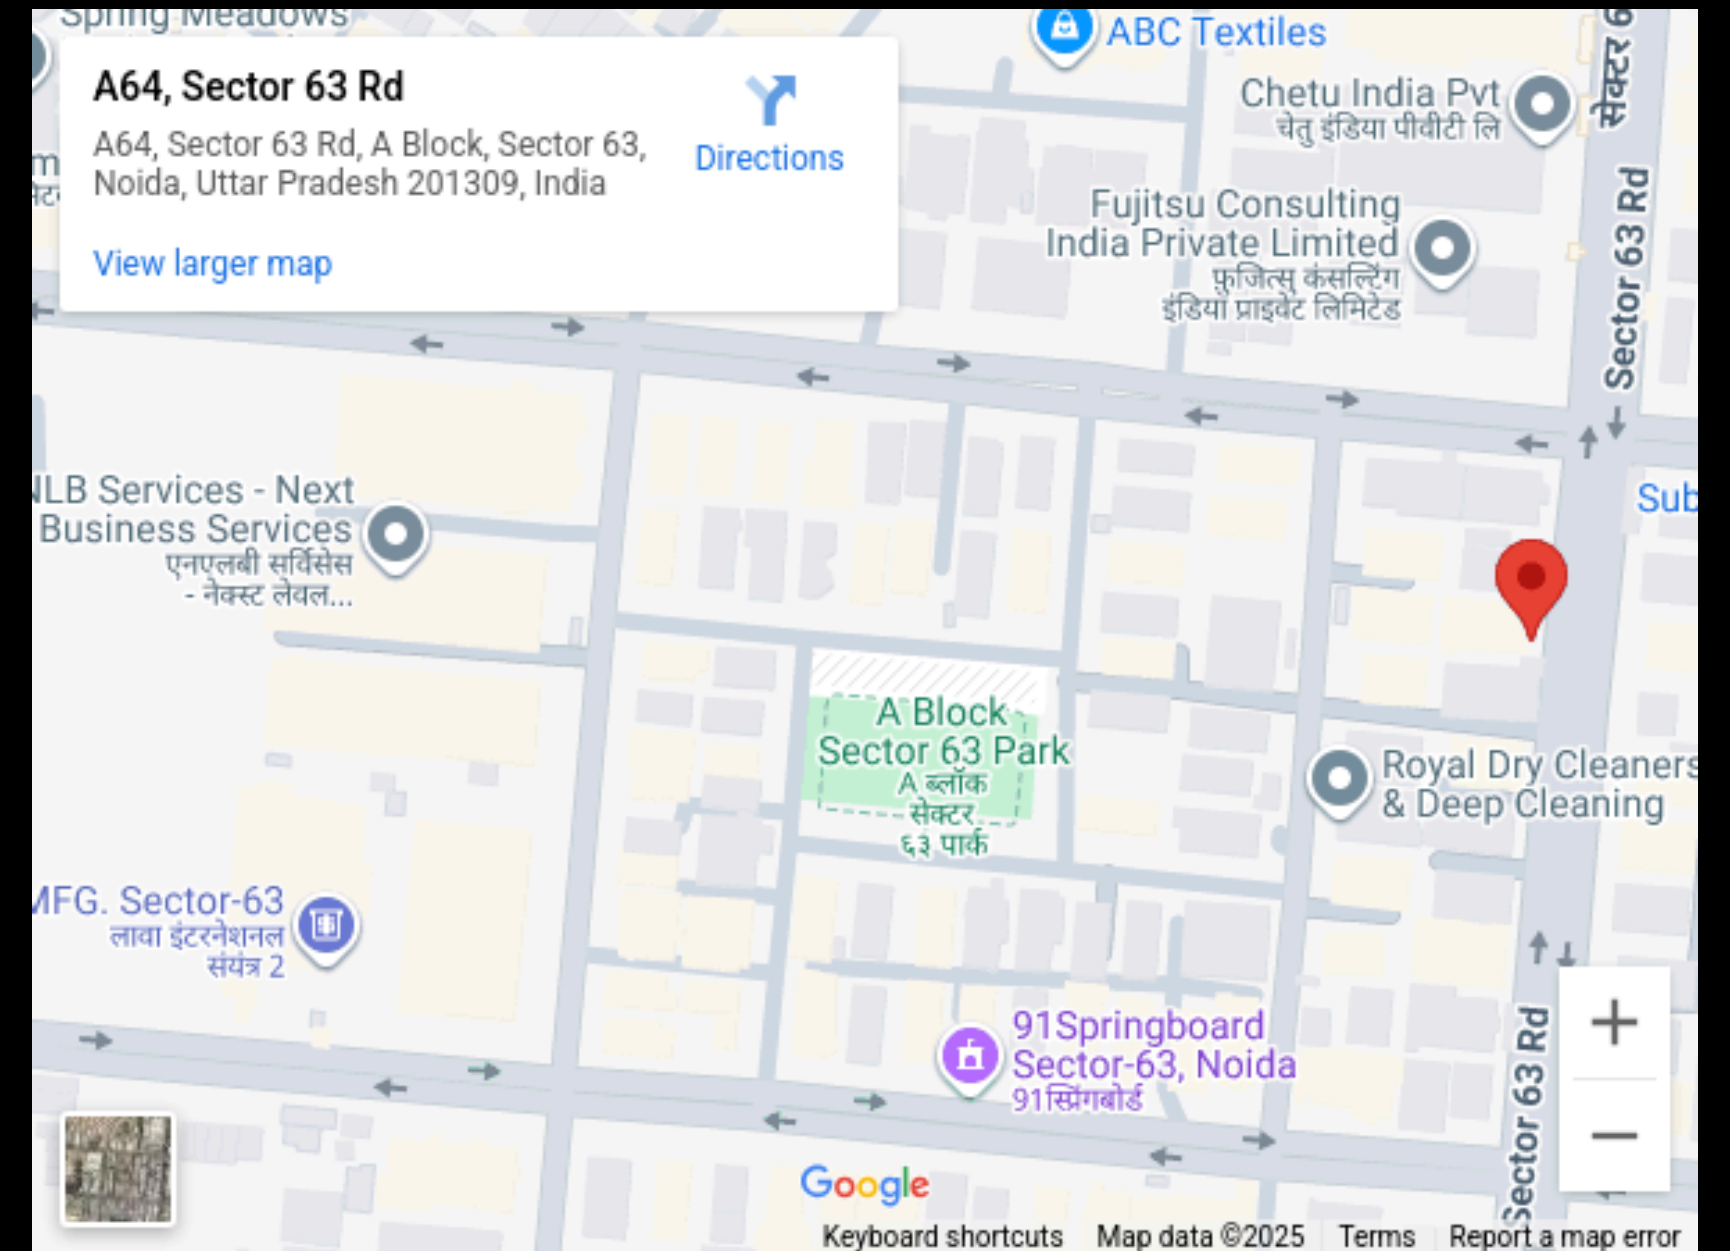 Spring Meadows
A64, Sector 63 Rd
A64, Sector 63 Rd, A Block, Sector 63,
Noida, Uttar Pradesh 201309, India
Directions
View larger map
ABC Textiles
Chetu India Pvt
चेतु इंडिया पीवीटी लि
सेक्टर 6
Sector 63 Rd
Fujitsu Consulting
India Private Limited
फ़ुजित्सु कंसल्टिंग
इंडिया प्राइवेट लिमिटेड
NLB Services - Next
Business Services
एनएलबी सर्विसेस
- नेक्स्ट लेवल...
Sub
A Block
Sector 63 Park
A ब्लॉक
सेक्टर
६३ पार्क
Royal Dry Cleaners
& Deep Cleaning
MFG. Sector-63
लावा इंटरनेशनल
संयंत्र 2
91Springboard
Sector-63, Noida
91स्प्रिंगबोर्ड
Sector 63 Rd
+
−
Google
Keyboard shortcuts
Map data ©2025
Terms
Report a map error